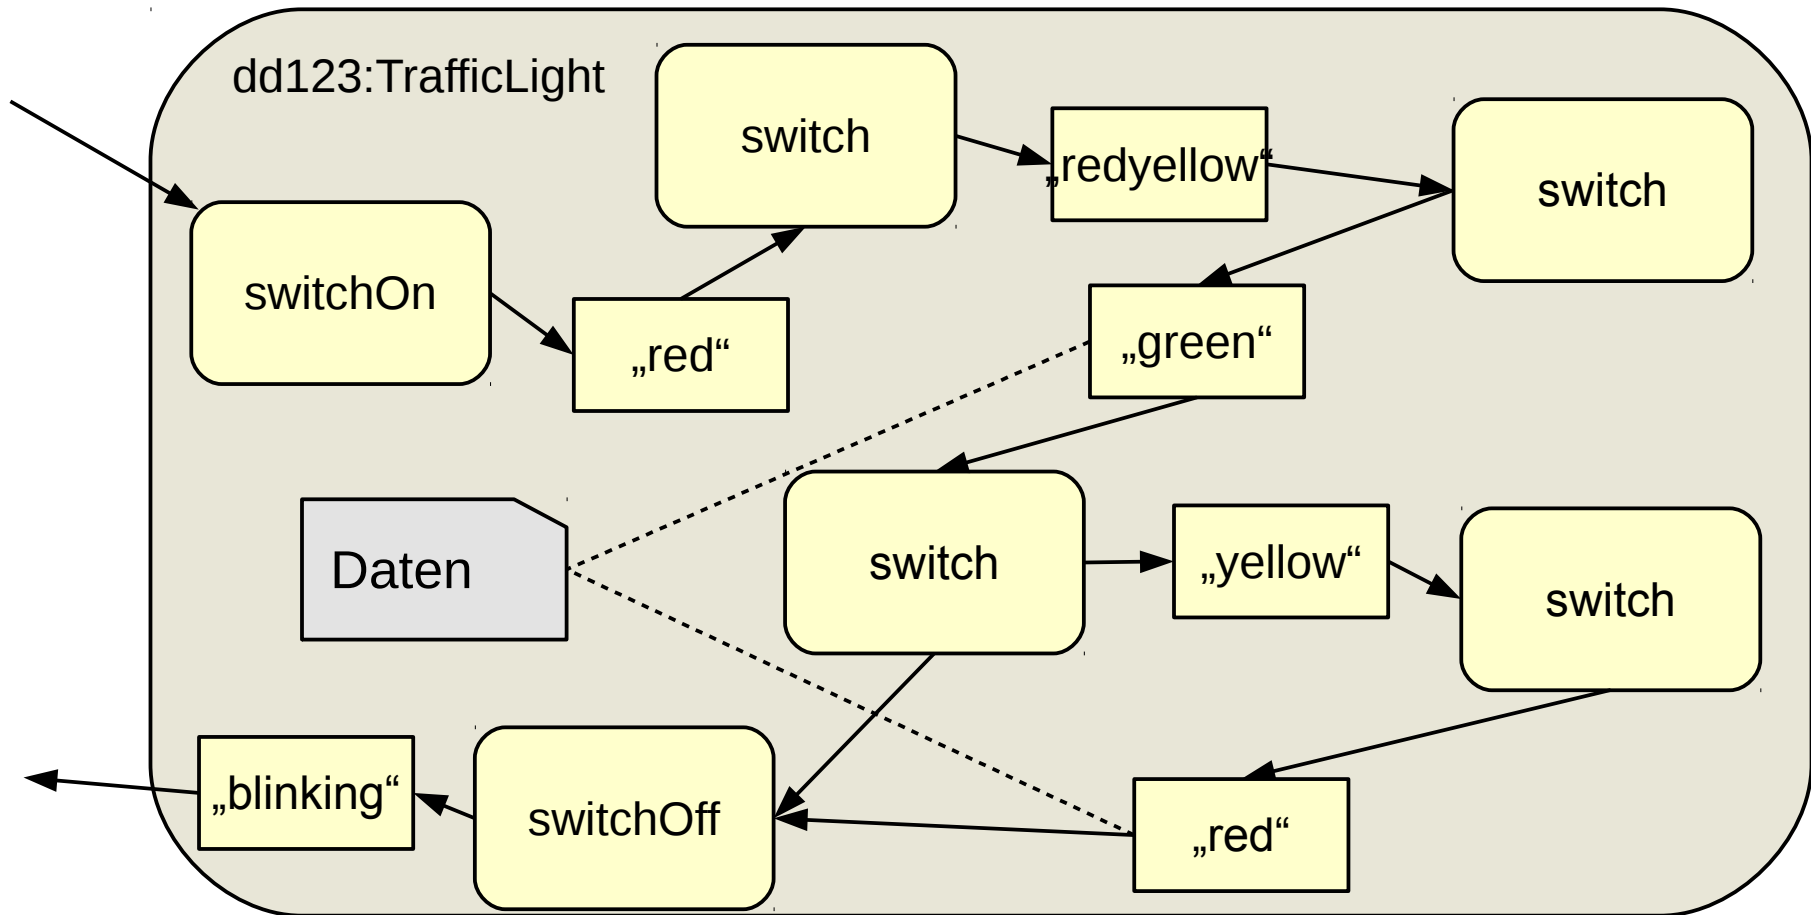 dd123:TrafficLight
switch
„redyellow“
switch
switchOn
„red“
„green“
Daten
switch
„yellow“
switch
„blinking“
switchOff
„red“